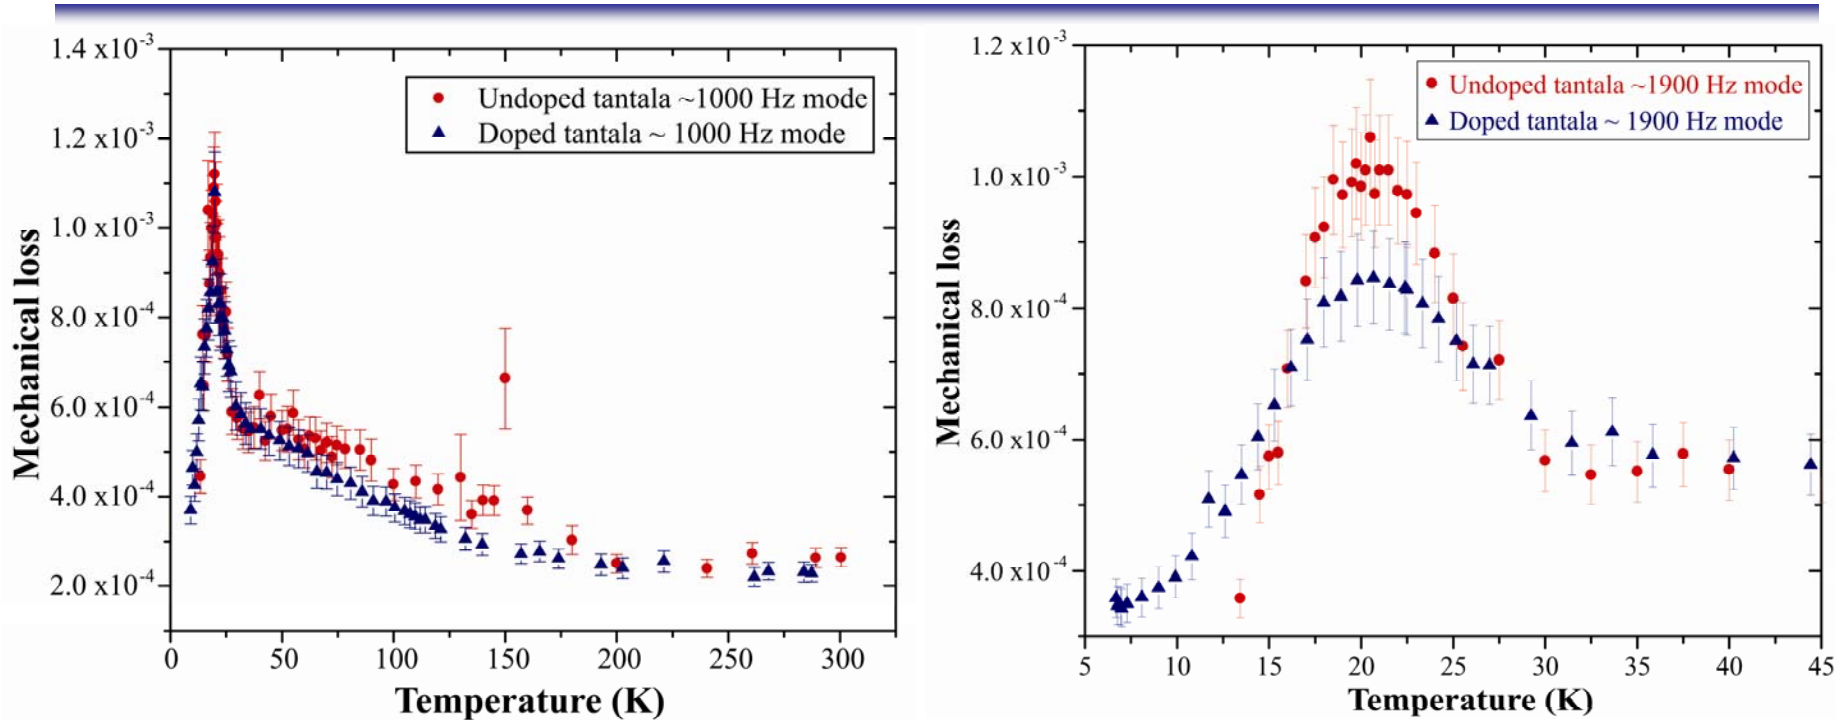 1.4 x10⁻³
1.2 x10⁻³
1.0 x10⁻³
8.0 x10⁻⁴
6.0 x10⁻⁴
4.0 x10⁻⁴
2.0 x10⁻⁴
Mechanical loss
Undoped tantala ~1000 Hz mode
Doped tantala ~ 1000 Hz mode
0 50 100 150 200 250 300
Temperature (K)
1.2 x10⁻³
1.0 x10⁻³
8.0 x10⁻⁴
6.0 x10⁻⁴
4.0 x10⁻⁴
Mechanical loss
Undoped tantala ~1900 Hz mode
Doped tantala ~ 1900 Hz mode
5 10 15 20 25 30 35 40 45
Temperature (K)